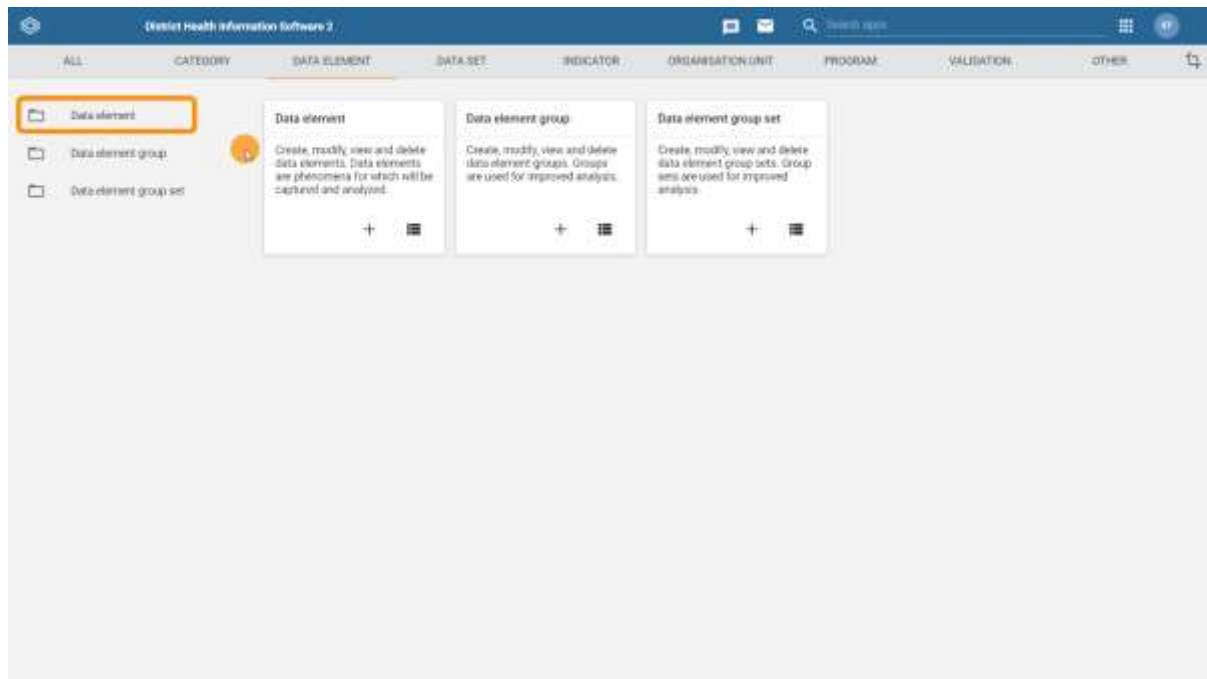 District Health Information Software 2
Search apps
ALL
CATEGORY
DATA ELEMENT
DATA SET
INDICATOR
ORGANISATION UNIT
PROGRAM
VALIDATION
OTHER
Data element
Data element group
Data element group set
Data element
Create, modify, view and delete
data elements. Data elements
are phenomena for which will be
captured and analyzed.
Data element group
Create, modify, view and delete
data element groups. Groups
are used for improved analysis.
Data element group set
Create, modify, view and delete
data element group sets. Group
sets are used for improved
analysis.